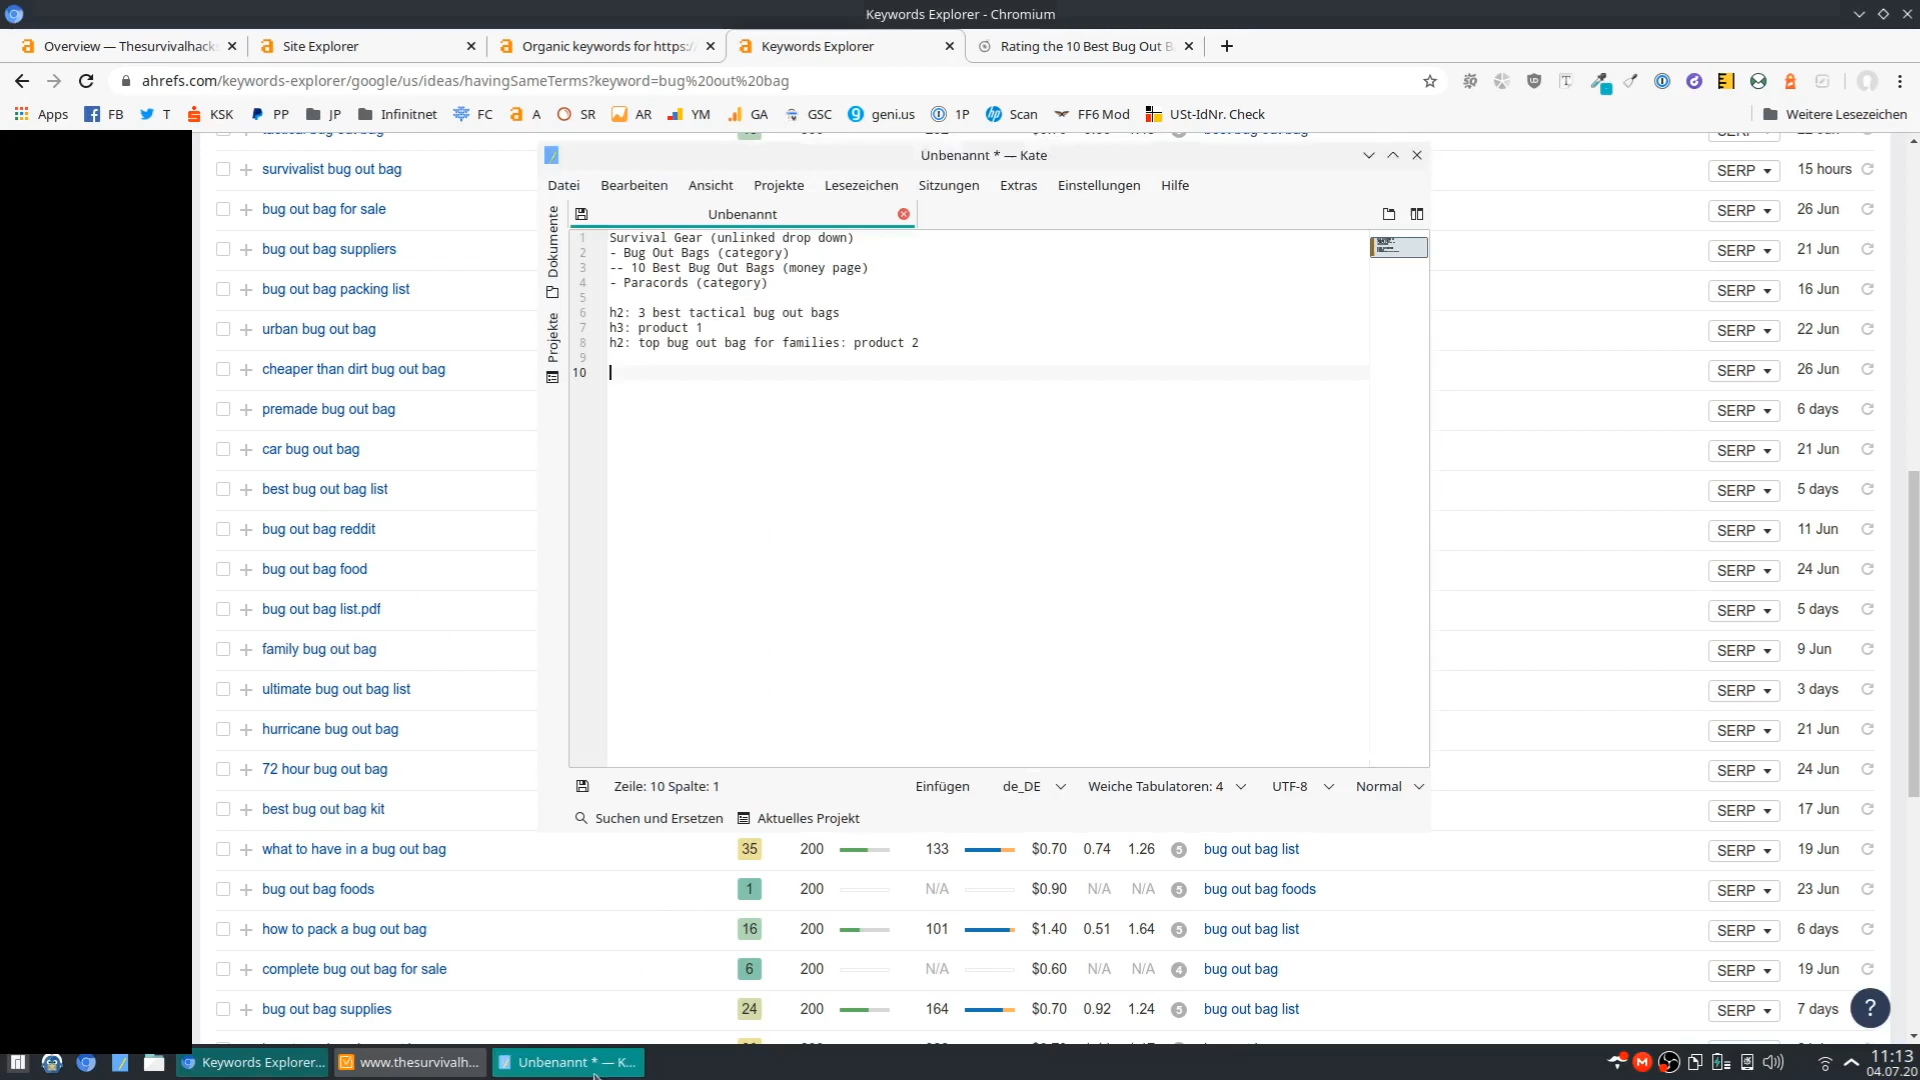 Keywords Explorer - Chromium
Overview — Thesurvivalhack
Site Explorer
Organic keywords for https:/
Keywords Explorer
Rating the 10 Best Bug Out B
ahrefs.com/keywords-explorer/google/us/ideas/havingSameTerms?keyword=bug%20out%20bag
Apps FB T KSK PP JP Infinitnet FC A SR AR YM GA GSC geni.us 1P Scan FF6 Mod USt-IdNr. Check Weitere Lesezeichen
Unbenannt * — Kate
survivalist bug out bag SERP 15 hours
Datei Bearbeiten Ansicht Projekte Lesezeichen Sitzungen Extras Einstellungen Hilfe
bug out bag for sale SERP 26 Jun
Unbenannt
Dokumente
Projekte
1 Survival Gear (unlinked drop down)
2 - Bug Out Bags (category)
3 -- 10 Best Bug Out Bags (money page)
4 - Paracords (category)
5
6 h2: 3 best tactical bug out bags
7 h3: product 1
8 h2: top bug out bag for families: product 2
9
10
bug out bag suppliers SERP 21 Jun
bug out bag packing list SERP 16 Jun
urban bug out bag SERP 22 Jun
cheaper than dirt bug out bag SERP 26 Jun
premade bug out bag SERP 6 days
car bug out bag SERP 21 Jun
best bug out bag list SERP 5 days
bug out bag reddit SERP 11 Jun
bug out bag food SERP 24 Jun
bug out bag list.pdf SERP 5 days
family bug out bag SERP 9 Jun
ultimate bug out bag list SERP 3 days
hurricane bug out bag SERP 21 Jun
72 hour bug out bag SERP 24 Jun
Zeile: 10 Spalte: 1 Einfügen de_DE Weiche Tabulatoren: 4 UTF-8 Normal
best bug out bag kit SERP 17 Jun
Suchen und Ersetzen Aktuelles Projekt
what to have in a bug out bag 35 200 133 $0.70 0.74 1.26 5 bug out bag list SERP 19 Jun
bug out bag foods 1 200 N/A $0.90 N/A N/A 5 bug out bag foods SERP 23 Jun
how to pack a bug out bag 16 200 101 $1.40 0.51 1.64 5 bug out bag list SERP 6 days
complete bug out bag for sale 6 200 N/A $0.60 N/A N/A 4 bug out bag SERP 19 Jun
bug out bag supplies 24 200 164 $0.70 0.92 1.24 5 bug out bag list SERP 7 days
?
Keywords Explorer...
www.thesurvivalh...
Unbenannt * — K...
11:13
04.07.20